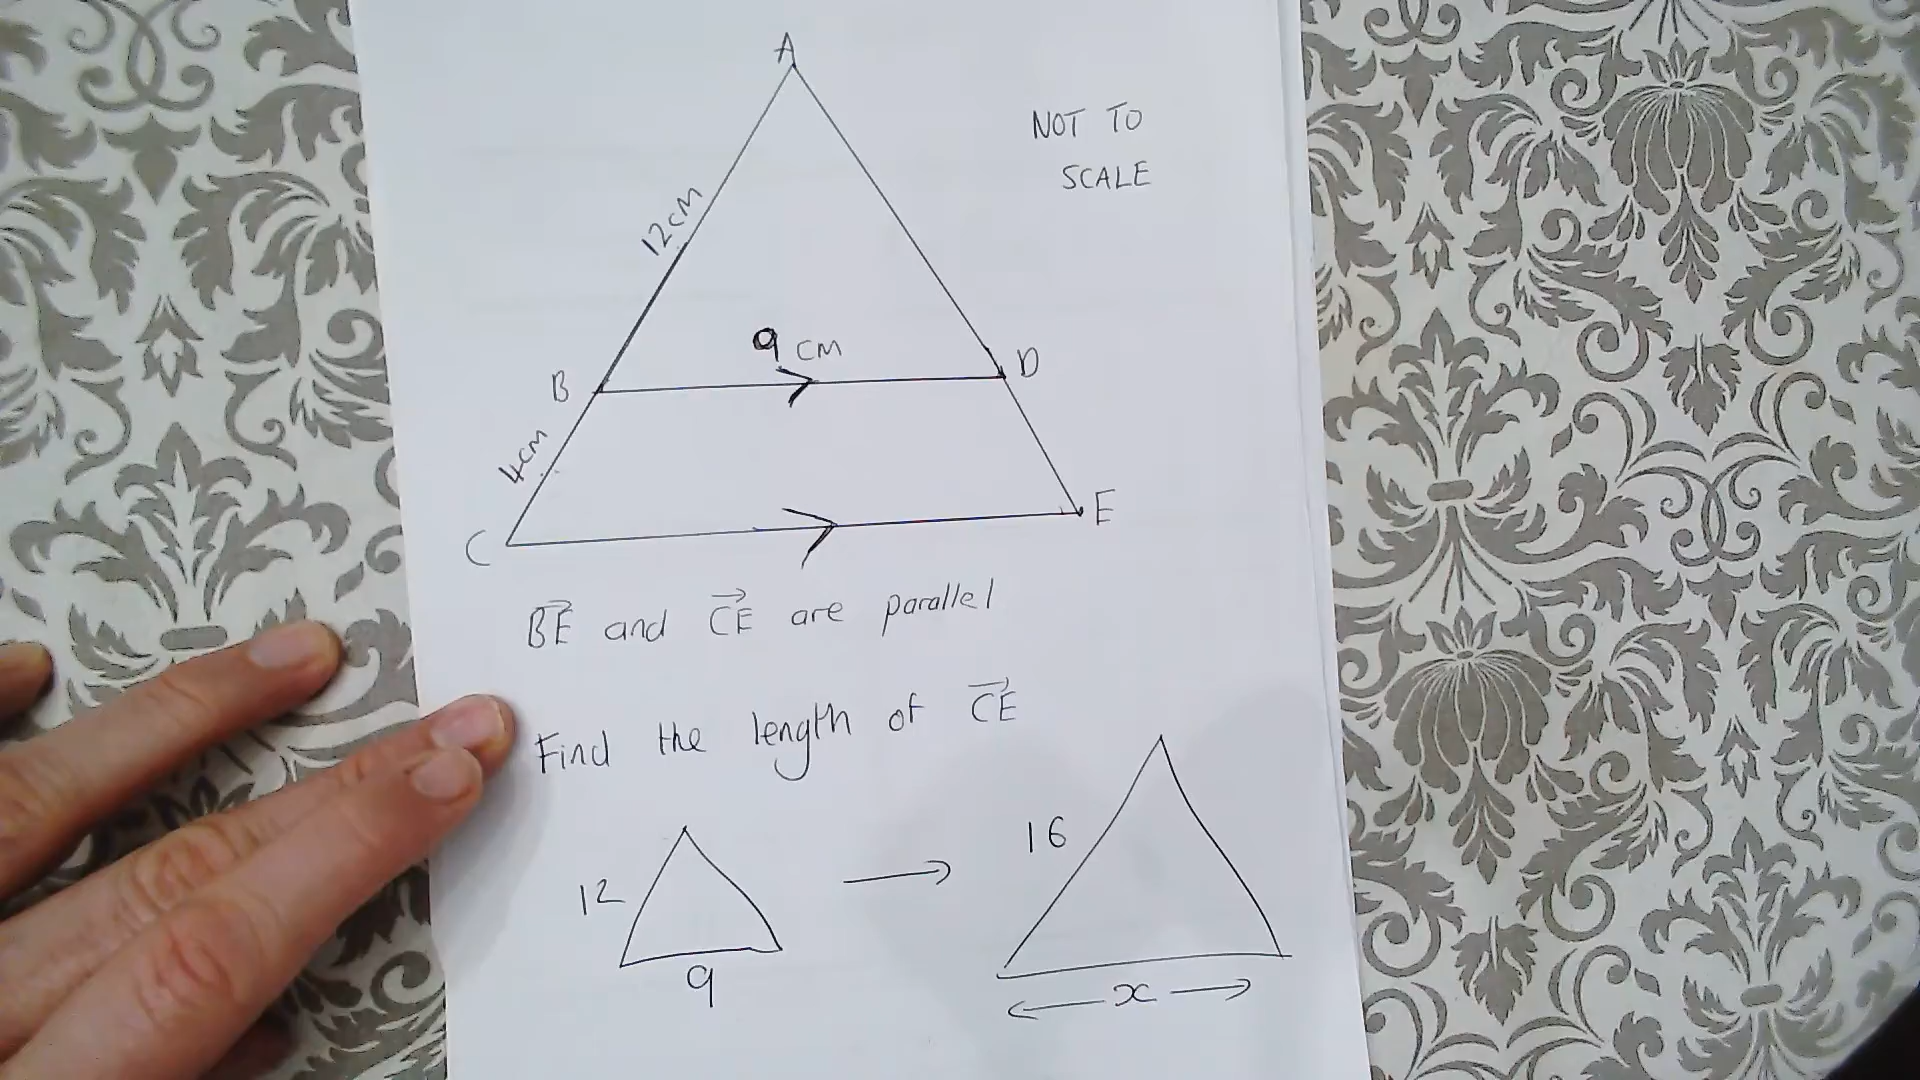 A
NOT TO
SCALE
12cm
9 cm
B
D
4cm
C
E
BE and CE are parallel
Find the length of CE
12
9
16
x